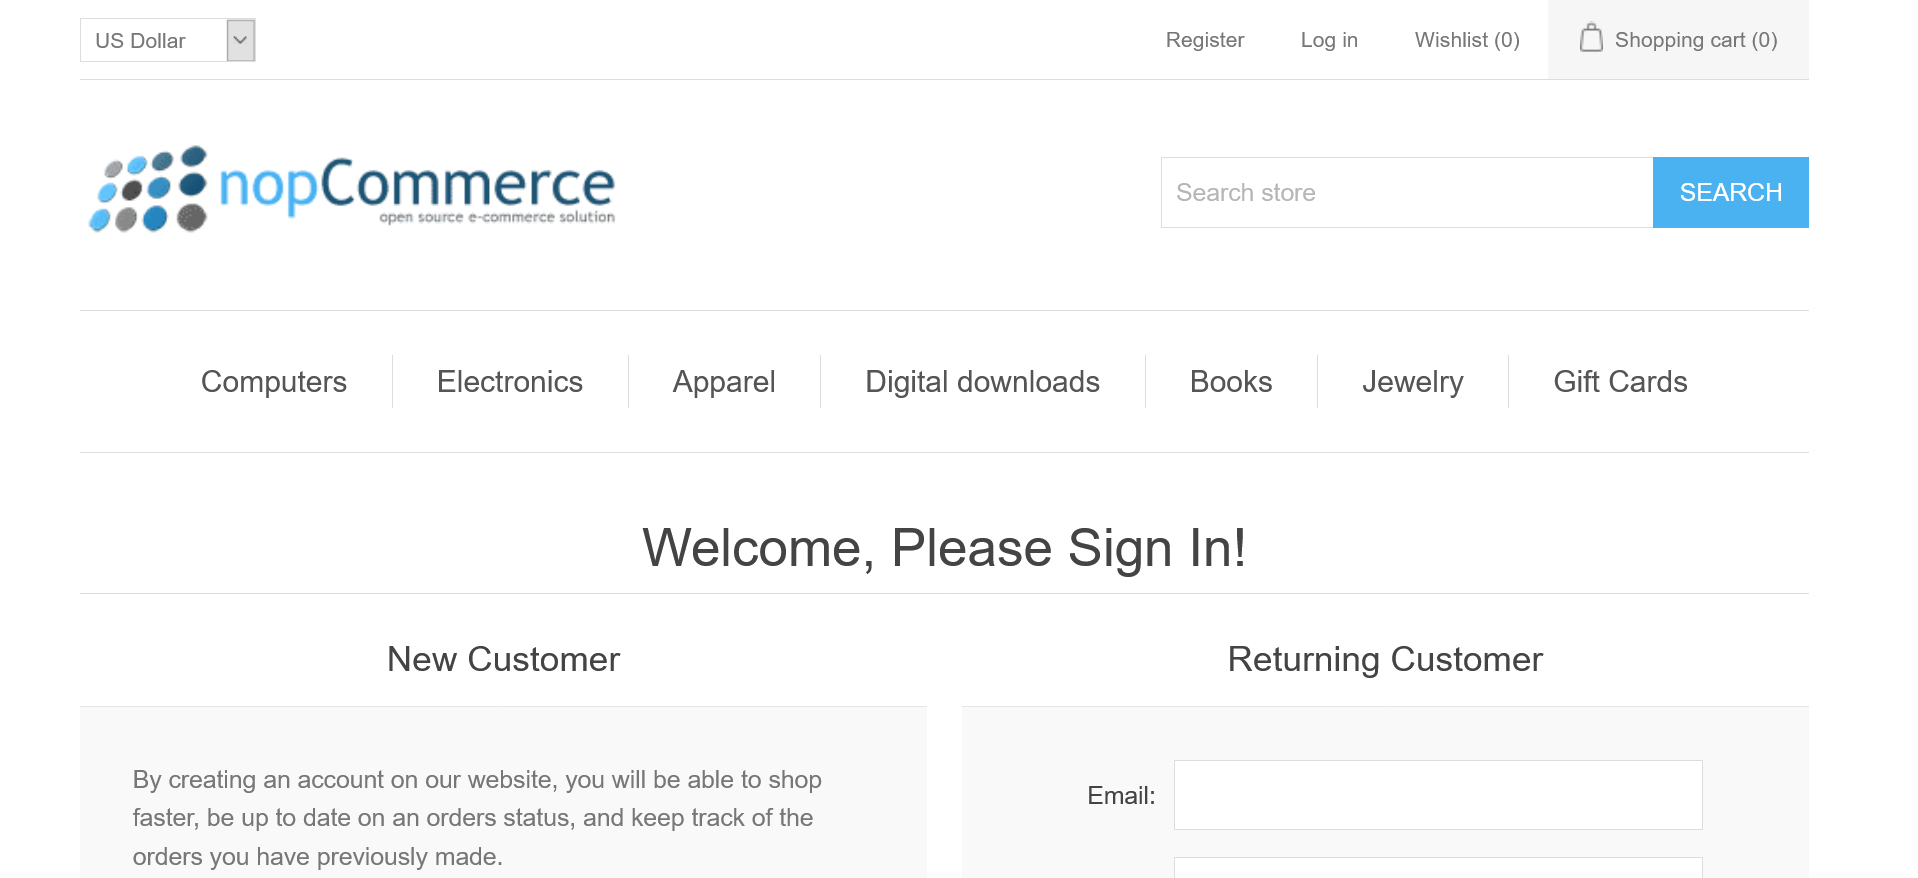 US Dollar
Register
Log in
Wishlist (0)
Shopping cart (0)
nopCommerce
open source e-commerce solution
Search store
SEARCH
Computers
Electronics
Apparel
Digital downloads
Books
Jewelry
Gift Cards
Welcome, Please Sign In!
New Customer
By creating an account on our website, you will be able to shop
faster, be up to date on an orders status, and keep track of the
orders you have previously made.
Returning Customer
Email: